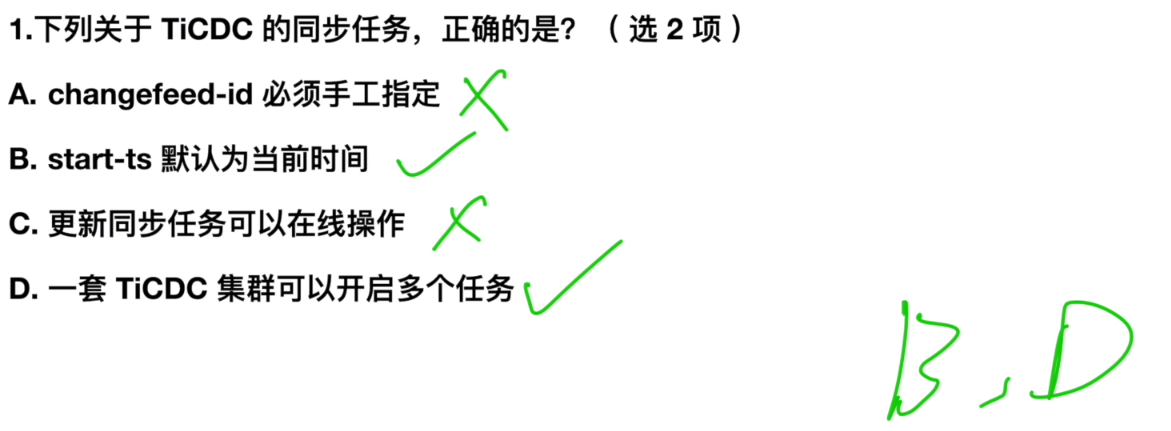 1.下列关于 TiCDC 的同步任务，正确的是？（选 2 项）
A. changefeed-id 必须手工指定
B. start-ts 默认为当前时间
C. 更新同步任务可以在线操作
D. 一套 TiCDC 集群可以开启多个任务
B、D